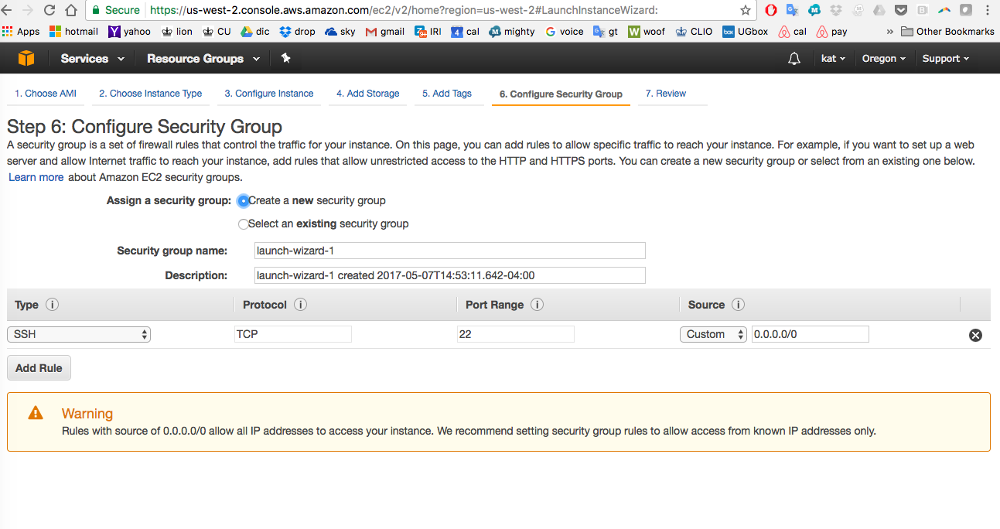 Secure https://us-west-2.console.aws.amazon.com/ec2/v2/home?region=us-west-2#LaunchInstanceWizard:
Apps hotmail yahoo lion CU dic drop sky gmail IRI cal mighty voice gt woof CLIO UGbox cal pay » Other Bookmarks
Services Resource Groups kat Oregon Support
1. Choose AMI 2. Choose Instance Type 3. Configure Instance 4. Add Storage 5. Add Tags 6. Configure Security Group 7. Review
Step 6: Configure Security Group
A security group is a set of firewall rules that control the traffic for your instance. On this page, you can add rules to allow specific traffic to reach your instance. For example, if you want to set up a web
server and allow Internet traffic to reach your instance, add rules that allow unrestricted access to the HTTP and HTTPS ports. You can create a new security group or select from an existing one below.
Learn more about Amazon EC2 security groups.
Assign a security group: Create a new security group
Select an existing security group
Security group name: launch-wizard-1
Description: launch-wizard-1 created 2017-05-07T14:53:11.642-04:00
Type i Protocol i Port Range i Source i
SSH TCP 22 Custom 0.0.0.0/0
Add Rule
Warning
Rules with source of 0.0.0.0/0 allow all IP addresses to access your instance. We recommend setting security group rules to allow access from known IP addresses only.